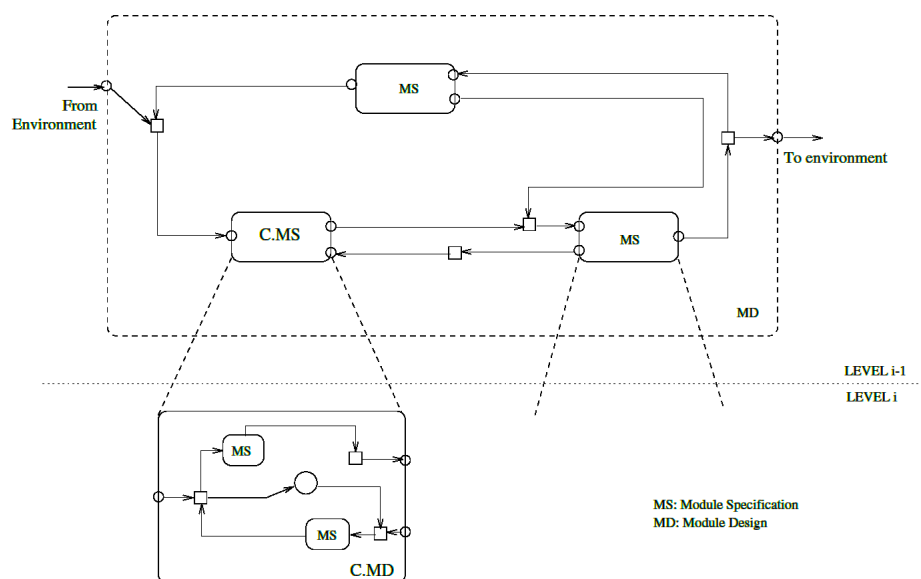 MS
From
Environment
To environment
C.MS
MS
MD
LEVEL i-1
LEVEL i
MS
MS
C.MD
MS: Module Specification
MD: Module Design